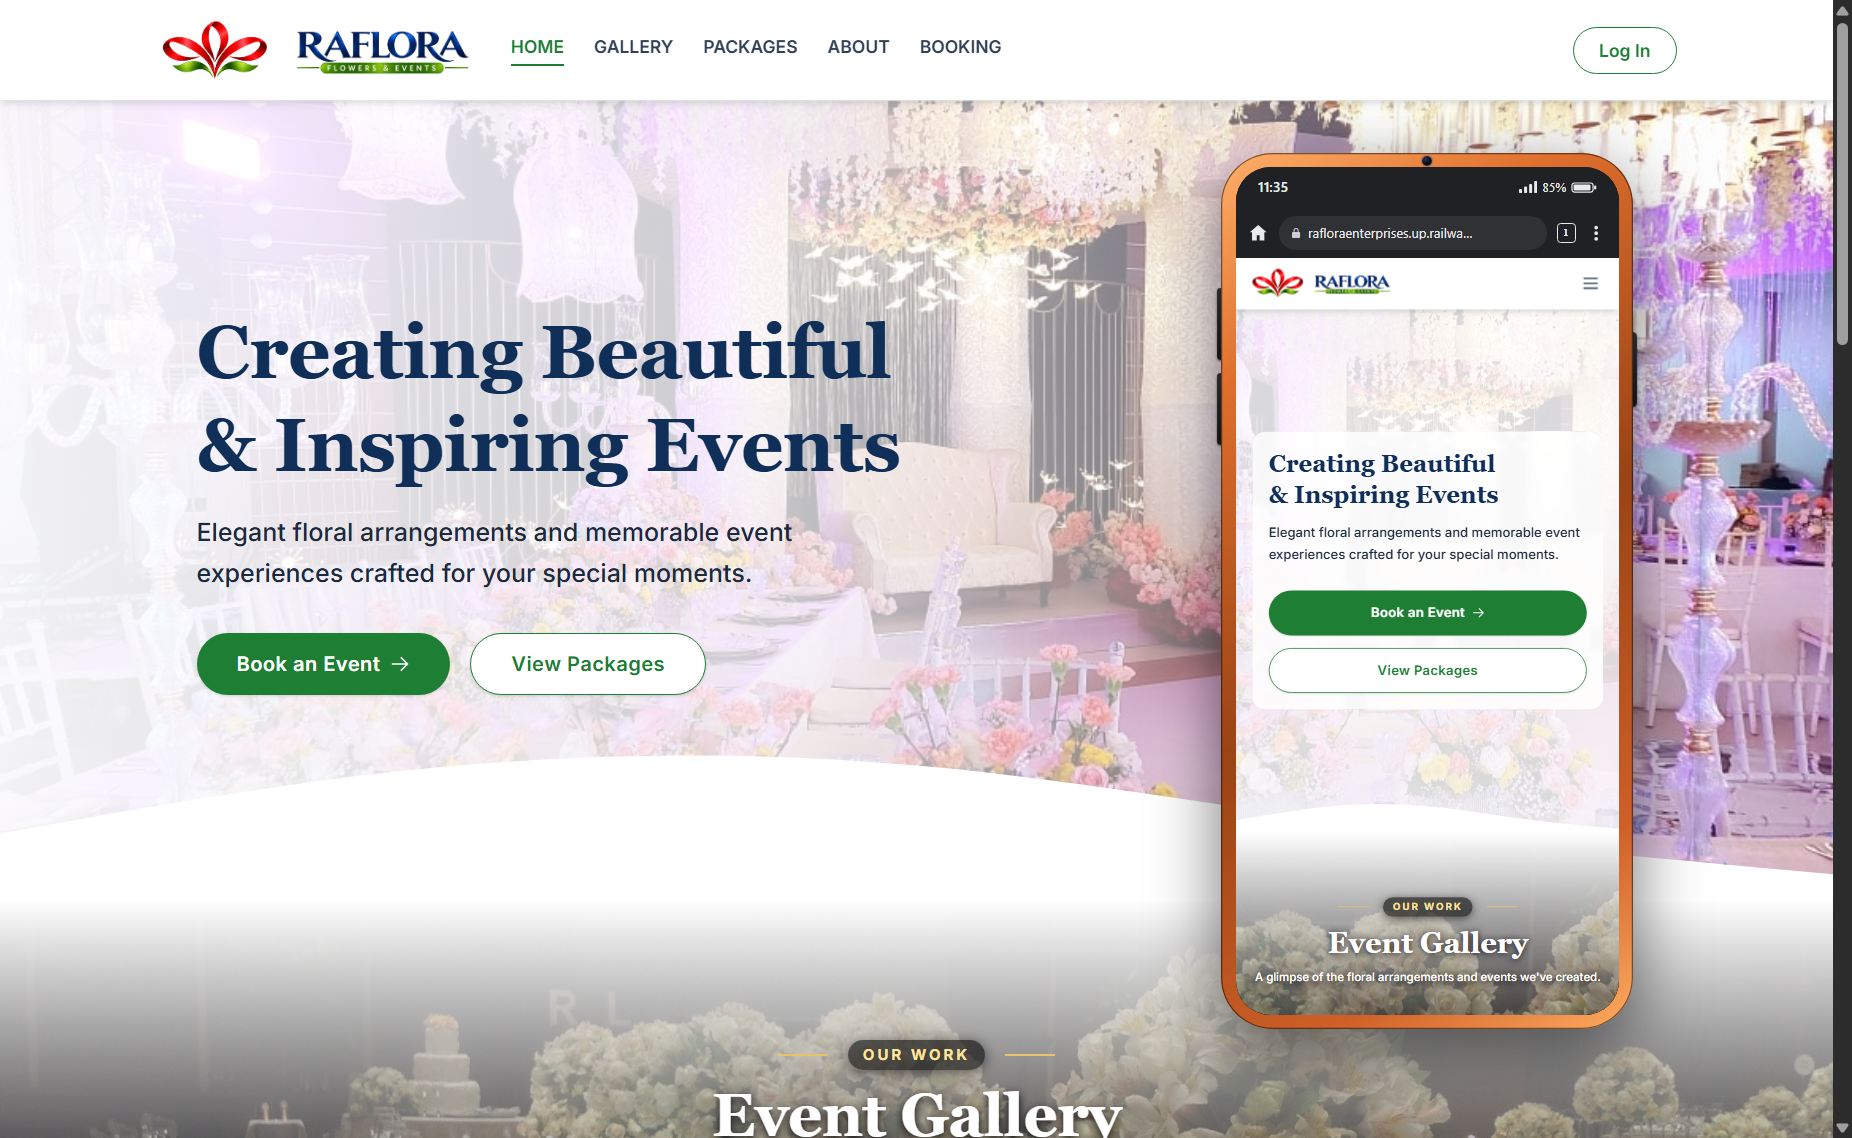 RAFLORA
FLOWERS & EVENTS
HOME
GALLERY
PACKAGES
ABOUT
BOOKING
Log In
Creating Beautiful
& Inspiring Events
Elegant floral arrangements and memorable event
experiences crafted for your special moments.
Book an Event →
View Packages
11:35
85%
rafloraenterprises.up.railwa...
1
RAFLORA
Creating Beautiful
& Inspiring Events
Elegant floral arrangements and memorable event
experiences crafted for your special moments.
Book an Event →
View Packages
OUR WORK
Event Gallery
A glimpse of the floral arrangements and events we've created.
R L
OUR WORK
Event Gallery